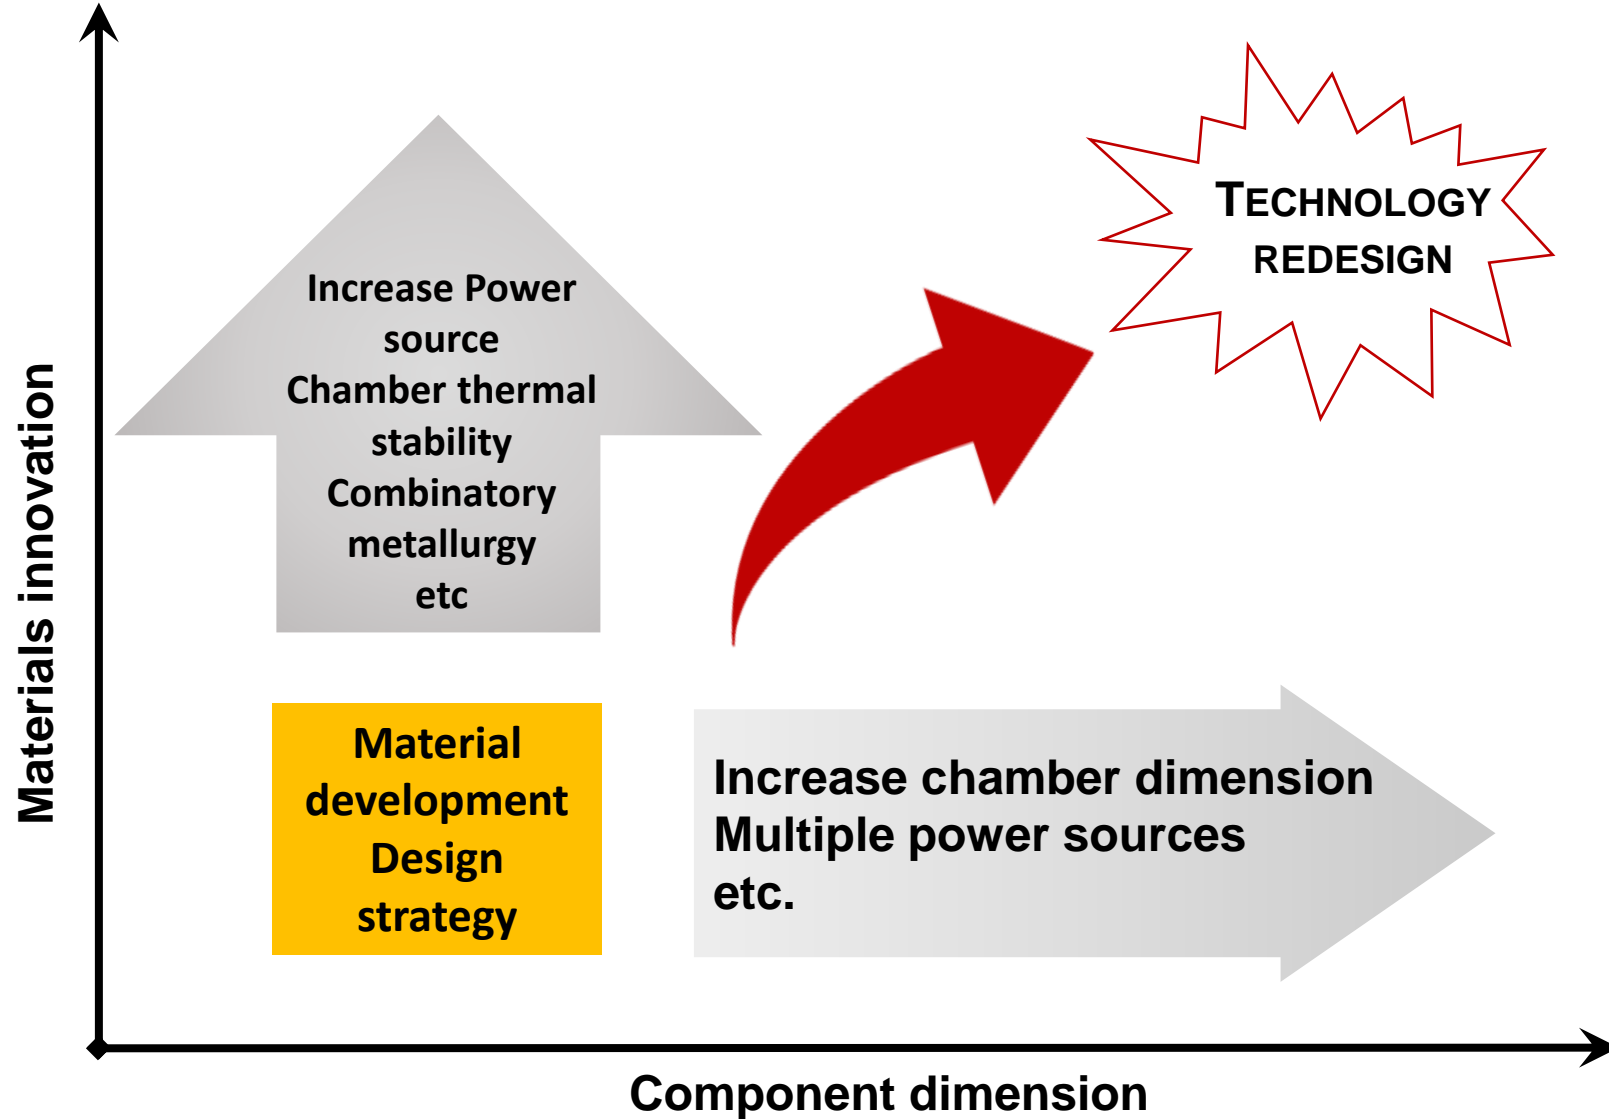 TECHNOLOGY
REDESIGN
Increase Power
source
Chamber thermal
stability
Combinatory
metallurgy
etc
Materials innovation
Material
development
Design
strategy
Increase chamber dimension
Multiple power sources
etc.
Component dimension